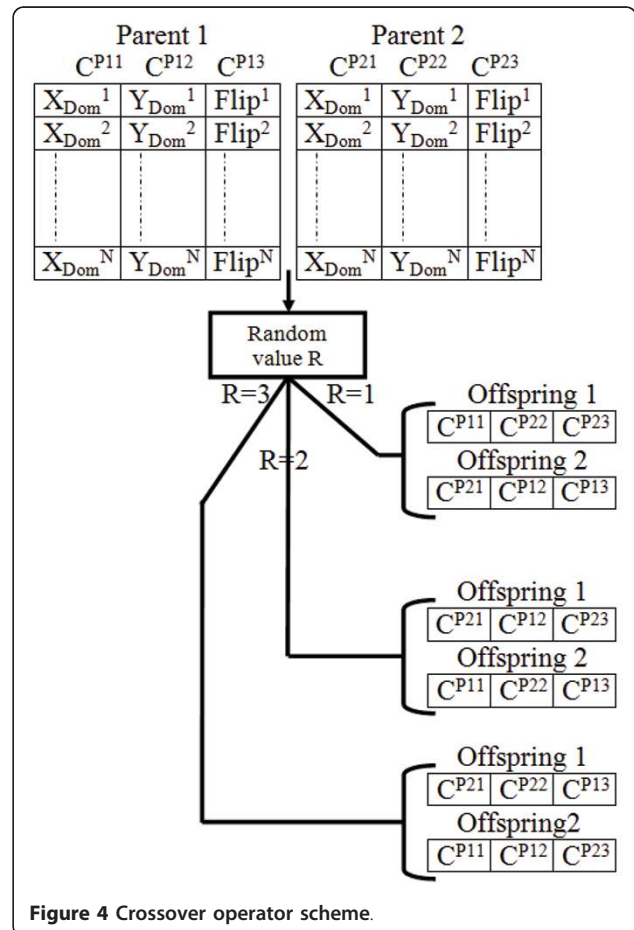 Parent 1 Parent 2
C^P11 C^P12 C^P13 C^P21 C^P22 C^P23
X_Dom^1 Y_Dom^1 Flip^1 X_Dom^1 Y_Dom^1 Flip^1
X_Dom^2 Y_Dom^2 Flip^2 X_Dom^2 Y_Dom^2 Flip^2
X_Dom^N Y_Dom^N Flip^N X_Dom^N Y_Dom^N Flip^N
Random
value R
R=3 R=1
R=2
Offspring 1
C^P11 C^P22 C^P23
Offspring 2
C^P21 C^P12 C^P13
Offspring 1
C^P21 C^P12 C^P23
Offspring 2
C^P11 C^P22 C^P13
Offspring 1
C^P21 C^P22 C^P13
Offspring2
C^P11 C^P12 C^P23
Figure 4 Crossover operator scheme.